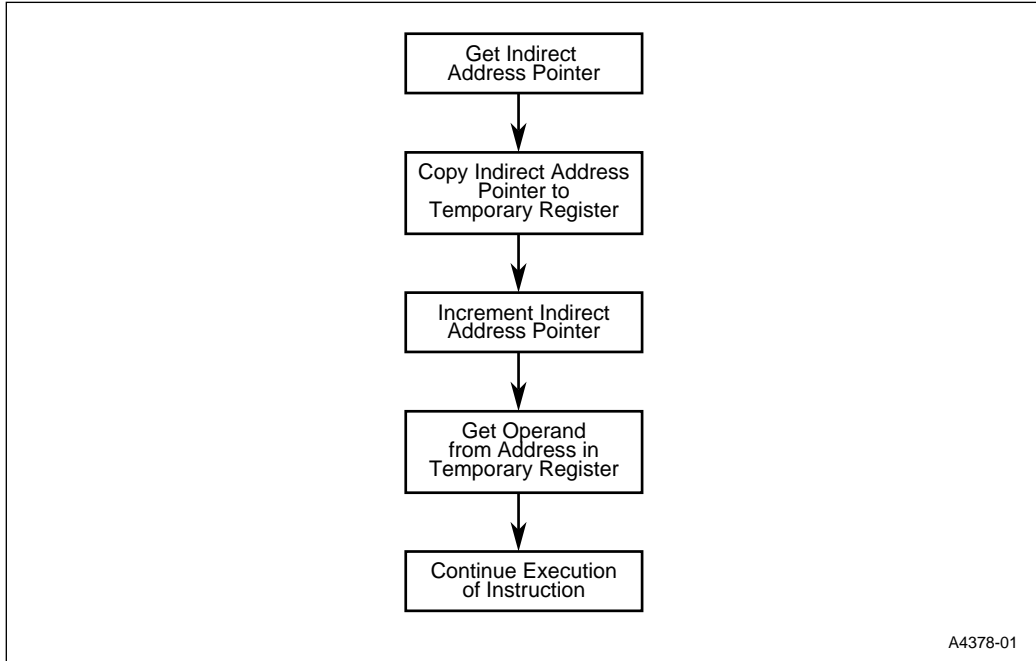 Get Indirect
Address Pointer
Copy Indirect Address
Pointer to
Temporary Register
Increment Indirect
Address Pointer
Get Operand
from Address in
Temporary Register
Continue Execution
of Instruction
A4378-01